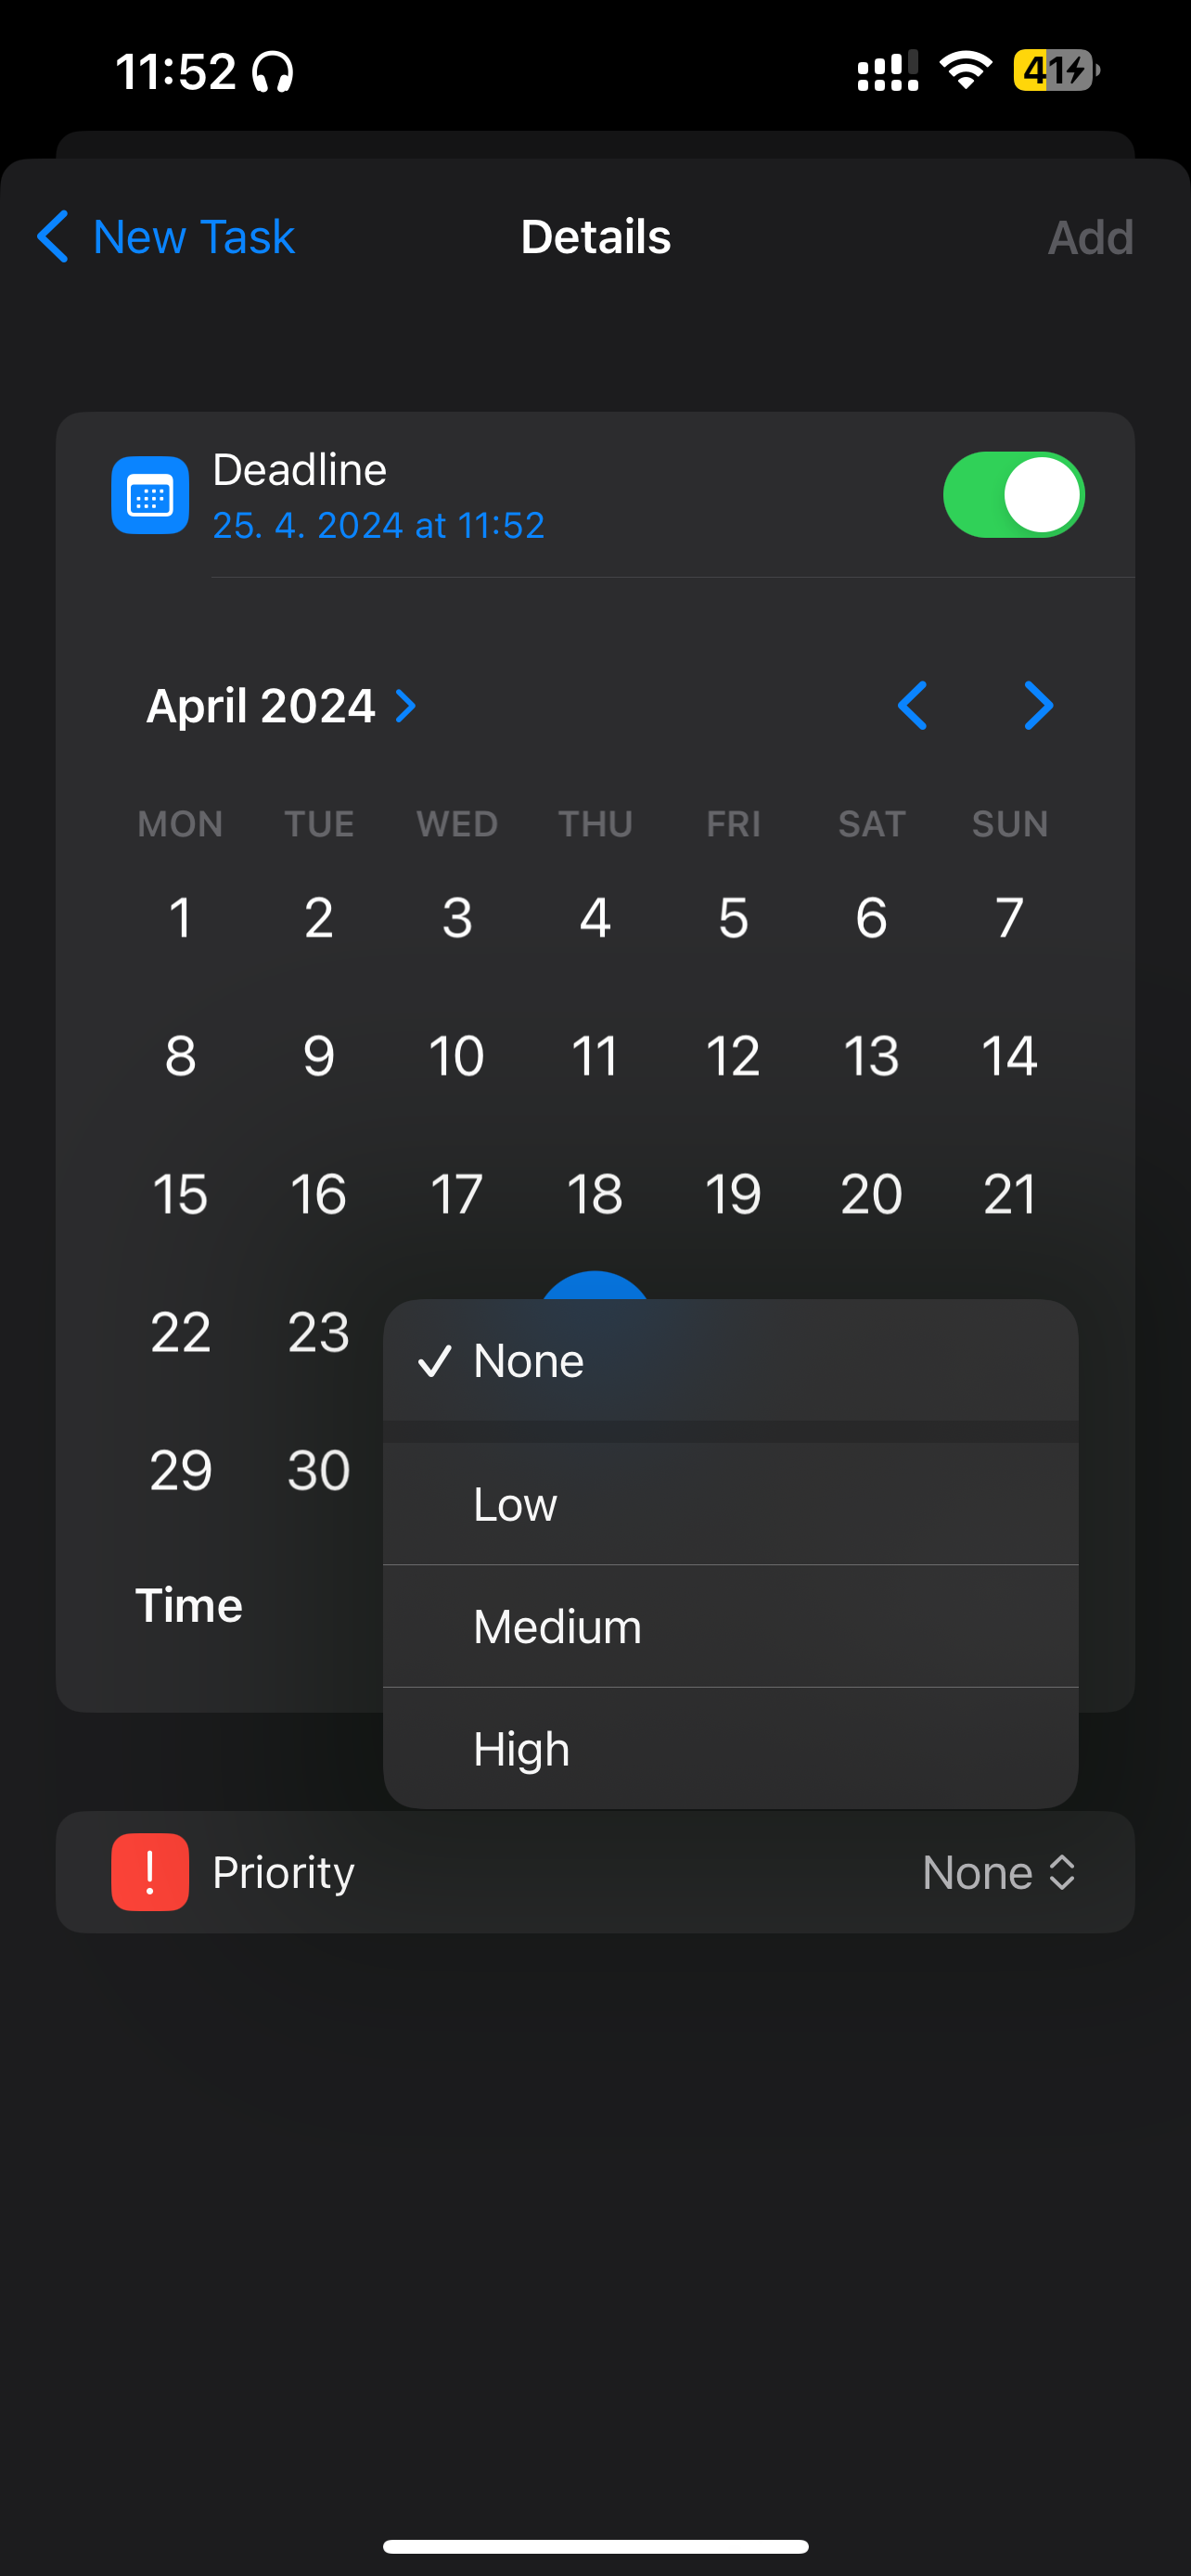 11:52
41
New Task Details Add
Deadline
25. 4. 2024 at 11:52
April 2024
MON TUE WED THU FRI SAT SUN
1 2 3 4 5 6 7
8 9 10 11 12 13 14
15 16 17 18 19 20 21
22 23
None
29 30
Low
Time
Medium
High
Priority None